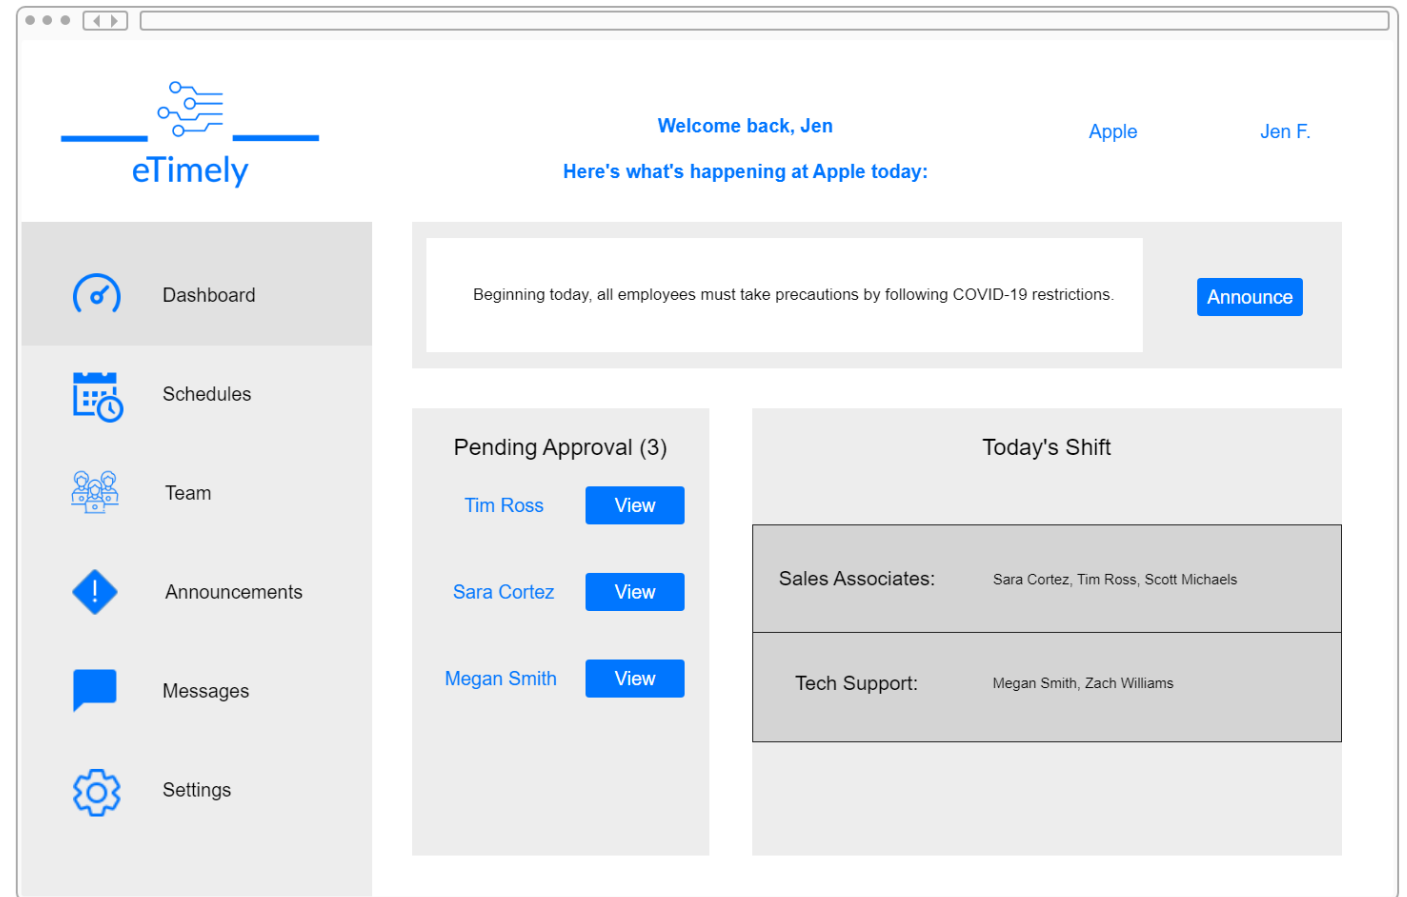 eTimely
Welcome back, Jen
Here's what's happening at Apple today:
Apple
Jen F.
Dashboard
Schedules
Team
Announcements
Messages
Settings
Beginning today, all employees must take precautions by following COVID-19 restrictions.
Announce
Pending Approval (3)
Tim Ross View
Sara Cortez View
Megan Smith View
Today's Shift
Sales Associates: Sara Cortez, Tim Ross, Scott Michaels
Tech Support: Megan Smith, Zach Williams